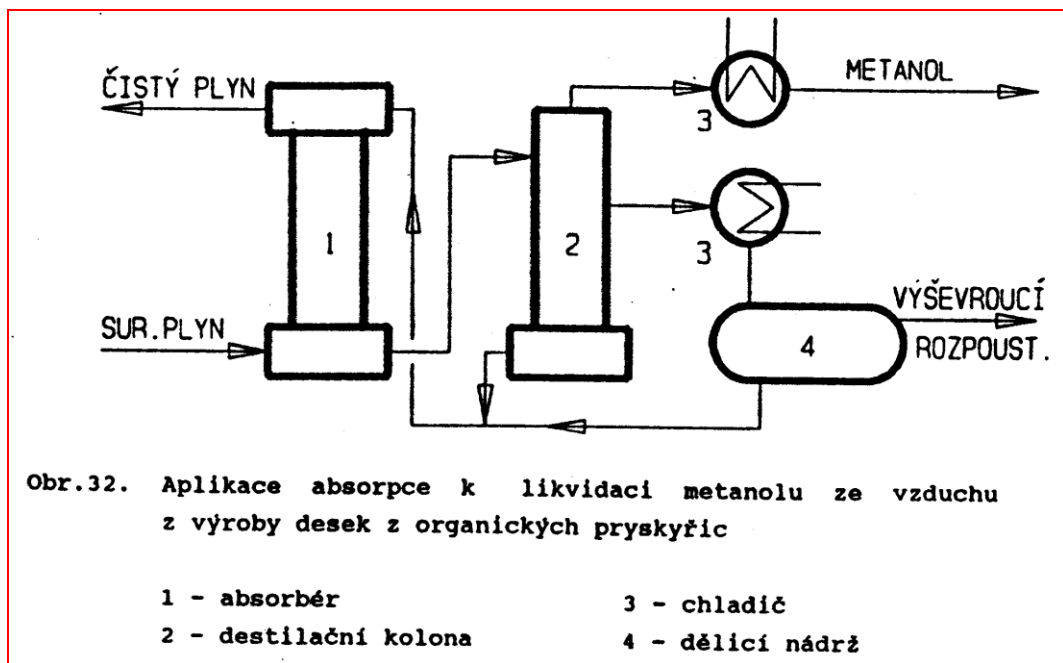 ČISTÝ PLYN
METANOL
3
3
1
2
SUR.PLYN
VÝŠEVROUCÍ
4
ROZPOUST.
Obr.32. Aplikace absorpce k likvidaci metanolu ze vzduchu
z výroby desek z organických pryskyřic
1 - absorbér
3 - chladič
2 - destilační kolona
4 - dělicí nádrž